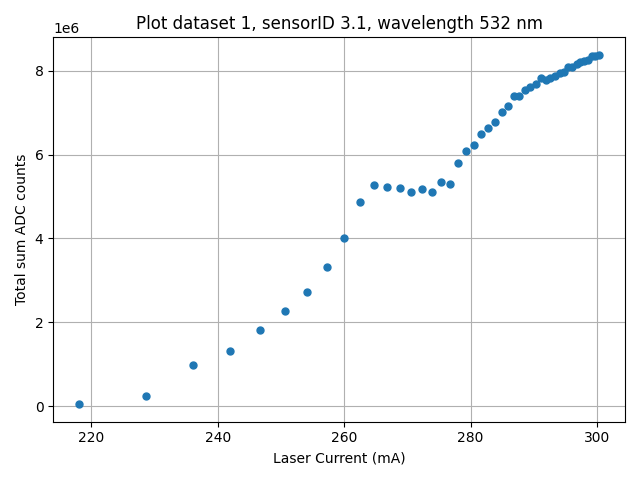 Plot dataset 1, sensorID 3.1, wavelength 532 nm
1e6
8
6
4
2
0
Total sum ADC counts
220 240 260 280 300
Laser Current (mA)